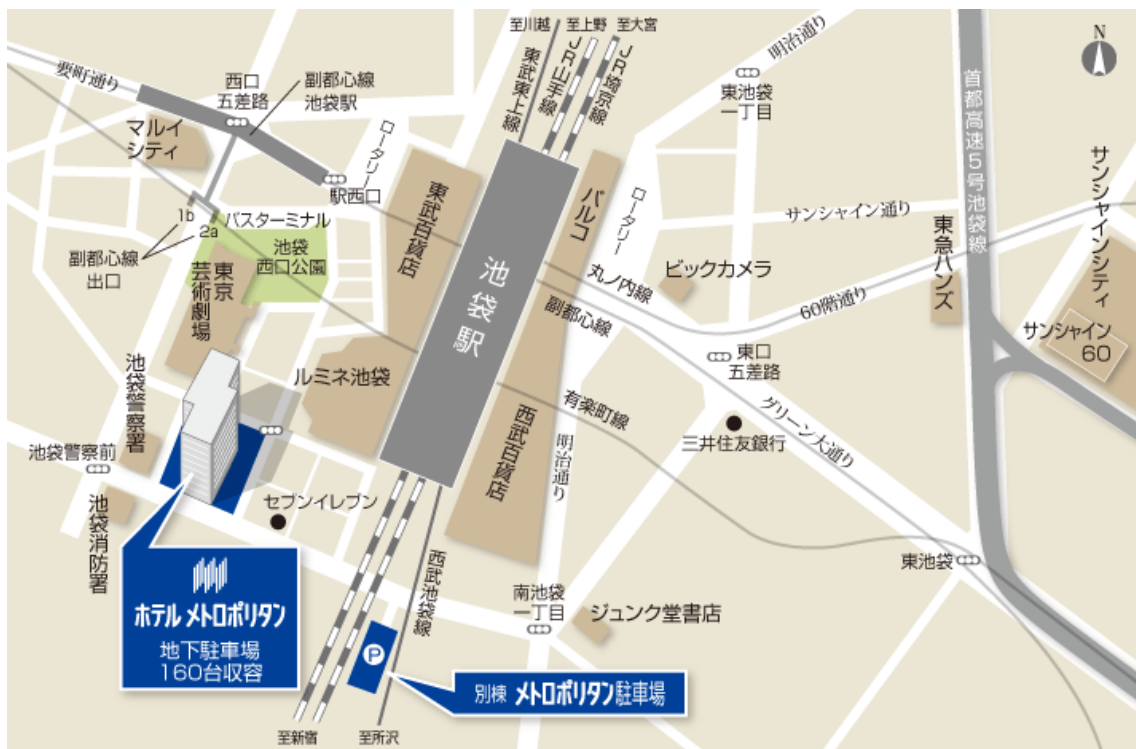 至川越
至上野
至大宮
N
要町通り
西口
五差路
副都心線
池袋駅
東武東上線
JR山手線
JR埼京線
明治通り
東池袋
一丁目
首都高速5号池袋線
マルイ
シティ
ロータリー
駅西口
東武百貨店
パルコ
ロータリー
サンシャイン通り
サンシャインシティ
1b
2a
バスターミナル
副都心線
出口
池袋
西口公園
東京
芸術劇場
池袋駅
丸ノ内線
ビックカメラ
東急ハンズ
副都心線
60階通り
サンシャイン
60
東口
五差路
池袋警察署
ルミネ池袋
有楽町線
グリーン大通り
三井住友銀行
池袋警察前
西武百貨店
明治通り
セブンイレブン
池袋消防署
西武池袋線
東池袋
ホテル メトロポリタン
地下駐車場
160台収容
南池袋
一丁目
ジュンク堂書店
P
別棟 メトロポリタン駐車場
至新宿
至所沢